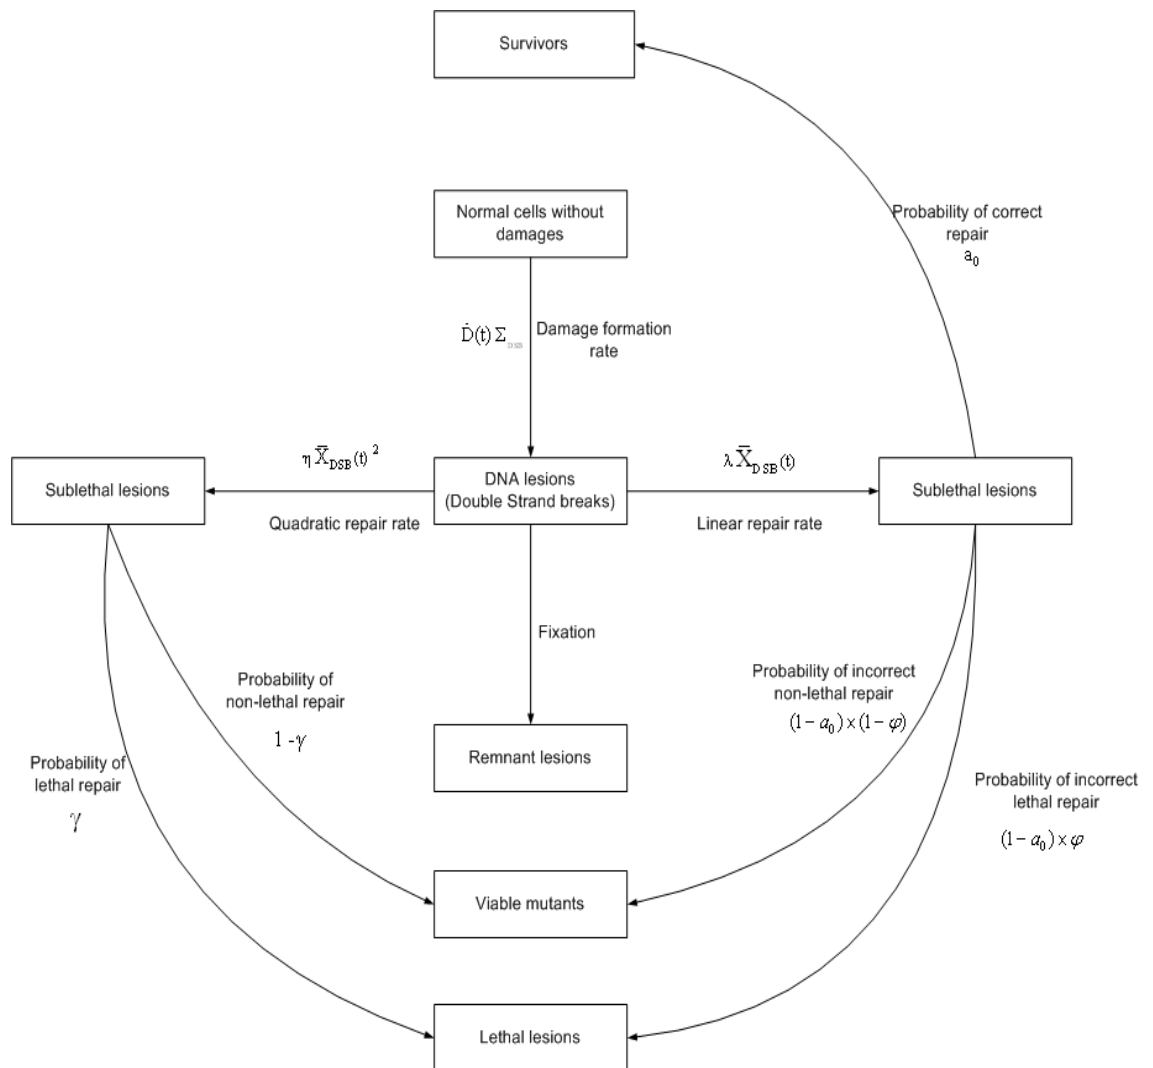 Survivors
Normal cells without
damages
Probability of correct
repair
a₀
Ḋ(t) Σ_DSB
Damage formation
rate
η X̅_DSB(t)²
λ X̅_DSB(t)
Sublethal lesions
DNA lesions
(Double Strand breaks)
Sublethal lesions
Quadratic repair rate
Linear repair rate
Fixation
Probability of
non-lethal repair
1 -γ
Probability of incorrect
non-lethal repair
(1− a₀) × (1− φ)
Remnant lesions
Probability of
lethal repair
γ
Probability of incorrect
lethal repair
(1− a₀) × φ
Viable mutants
Lethal lesions